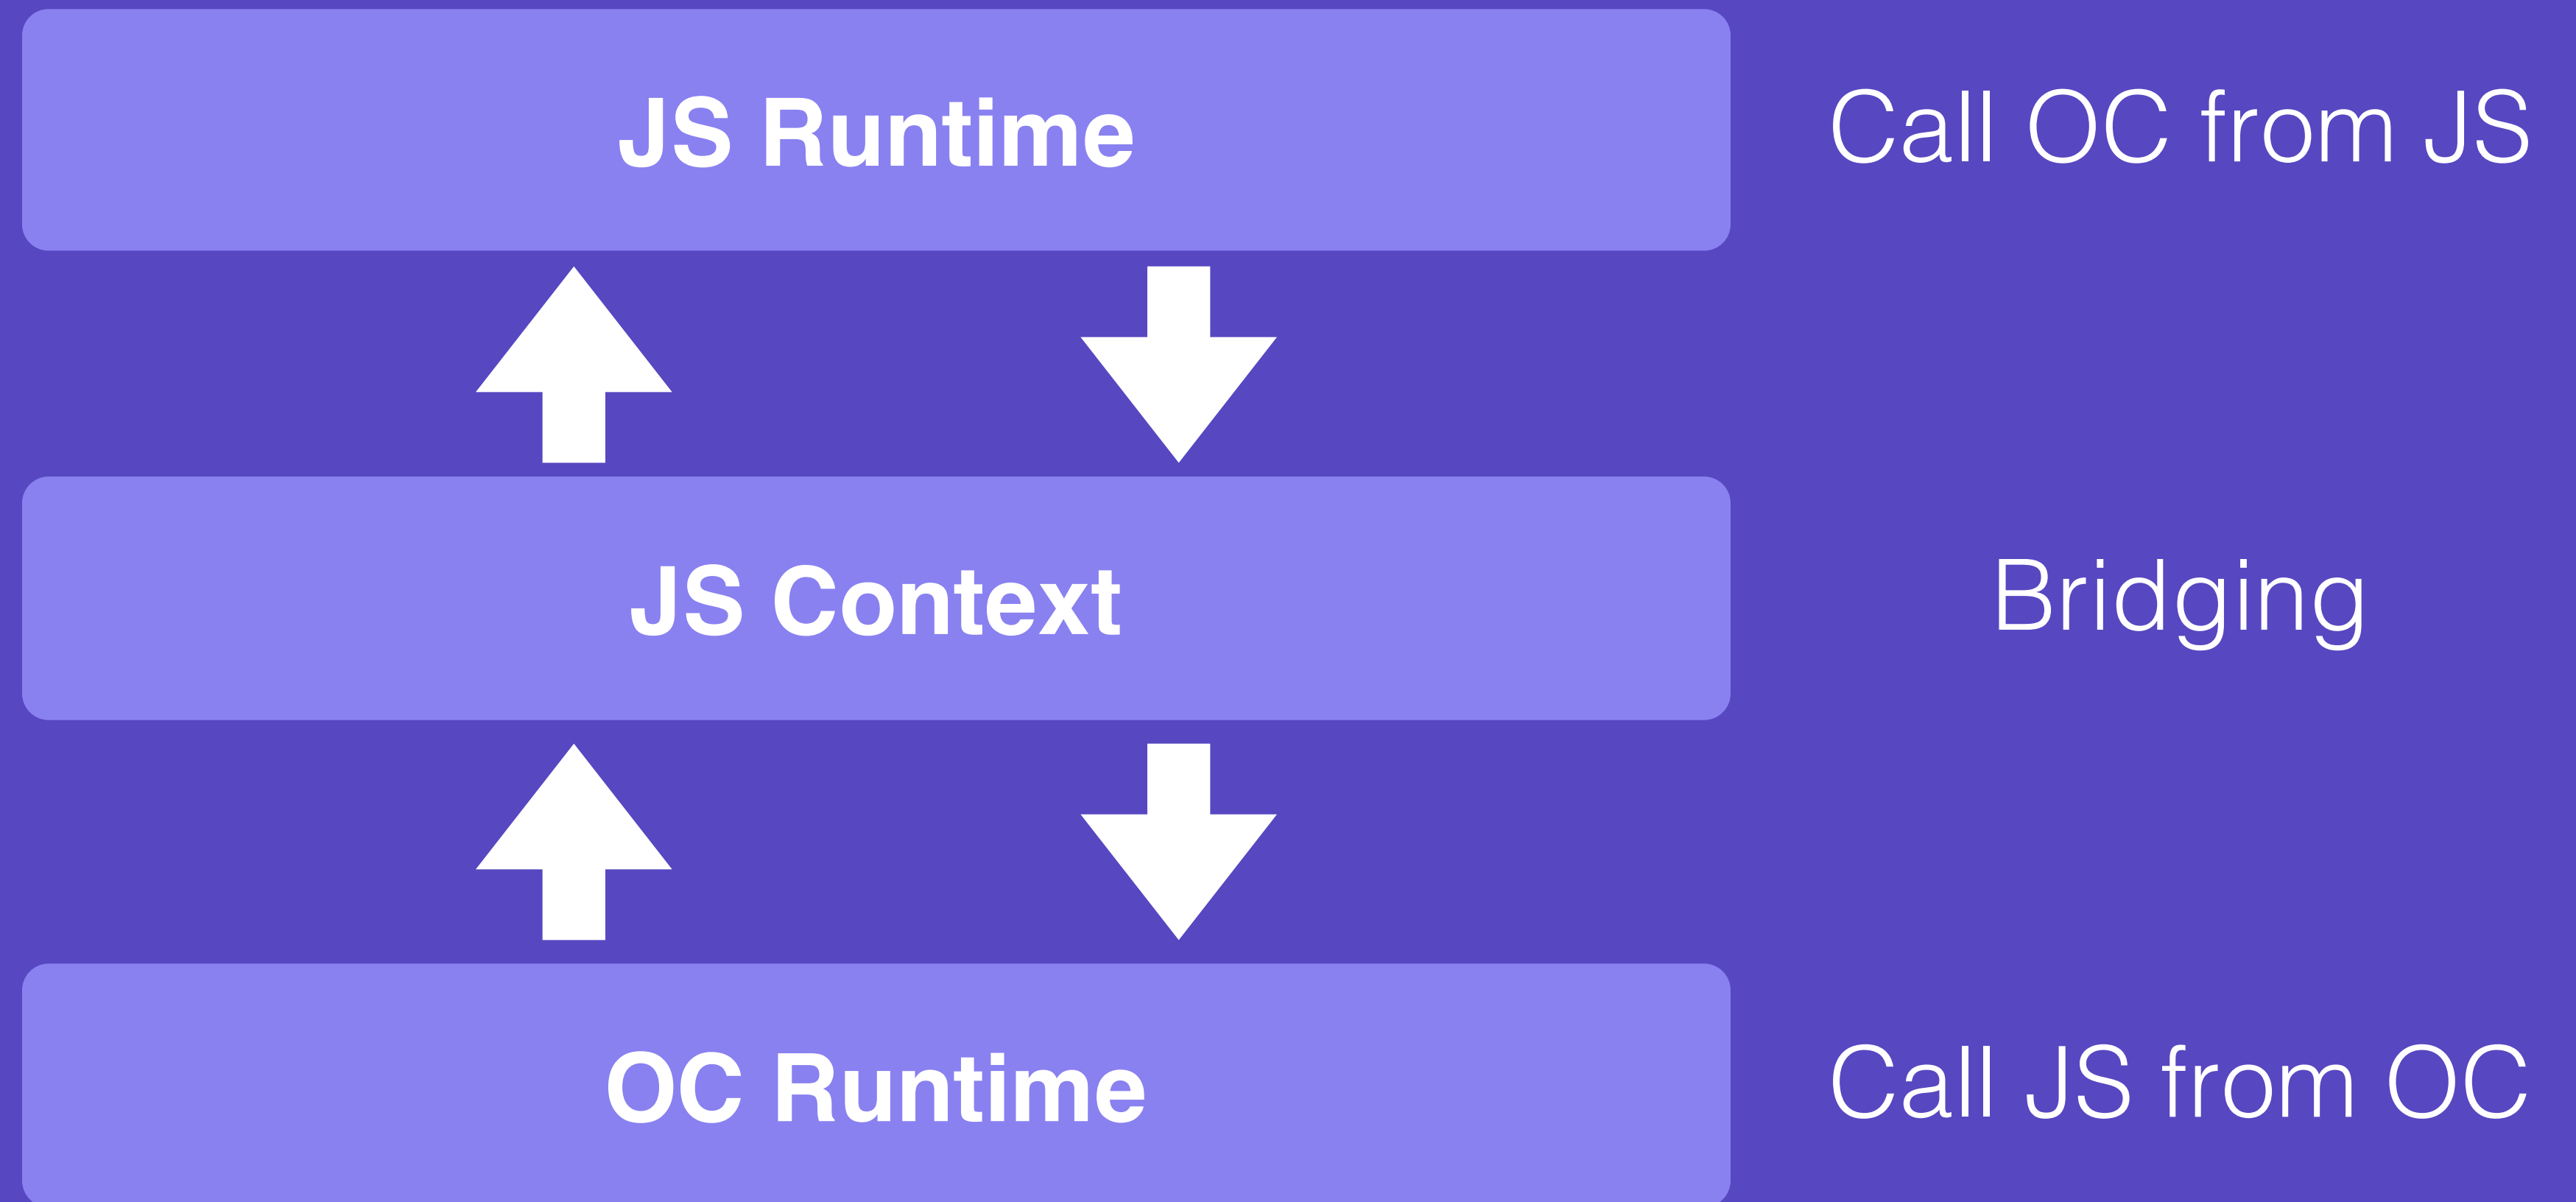 JS Runtime
Call OC from JS
JS Context
Bridging
OC Runtime
Call JS from OC